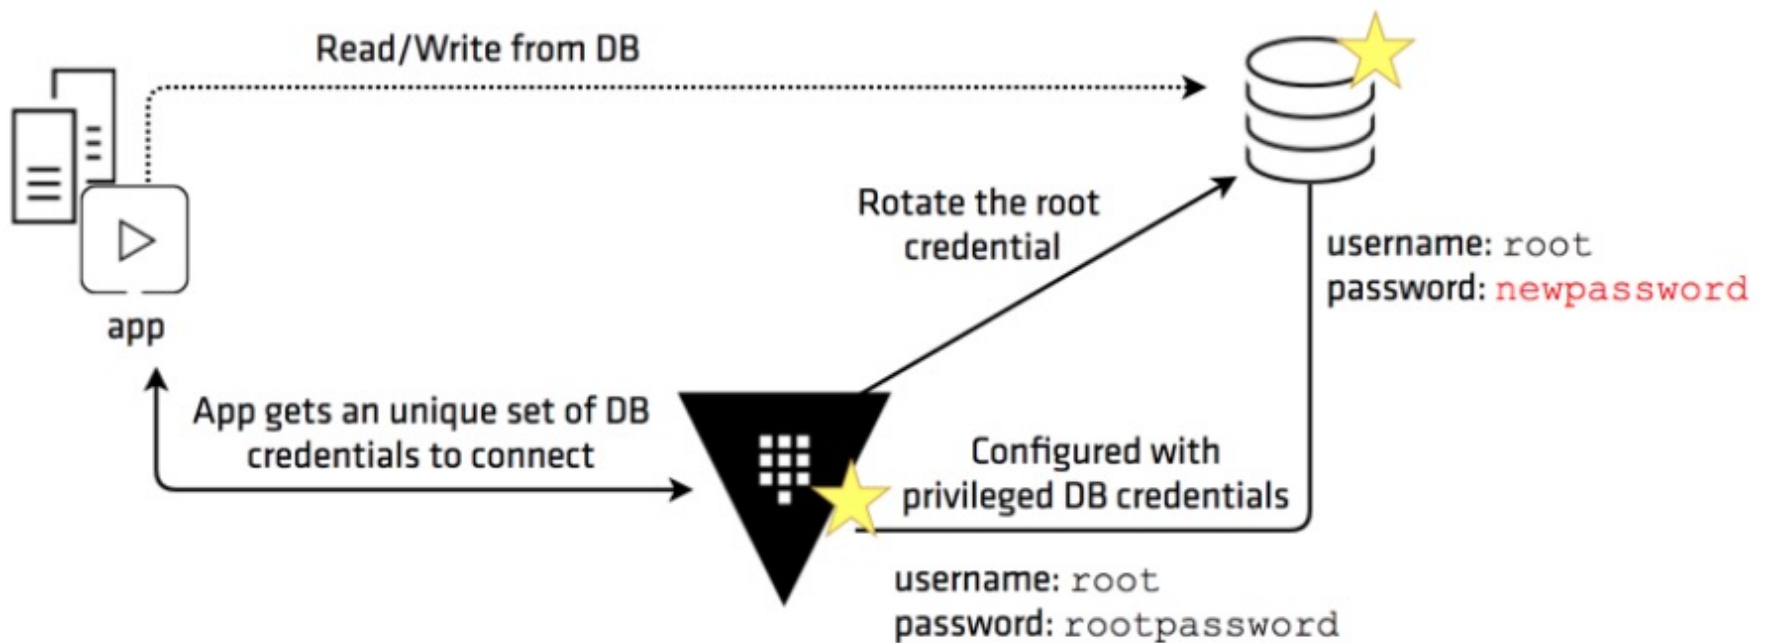 Read/Write from DB
Rotate the root
credential
username: root
password: newpassword
app
App gets an unique set of DB
credentials to connect
Configured with
privileged DB credentials
username: root
password: rootpassword